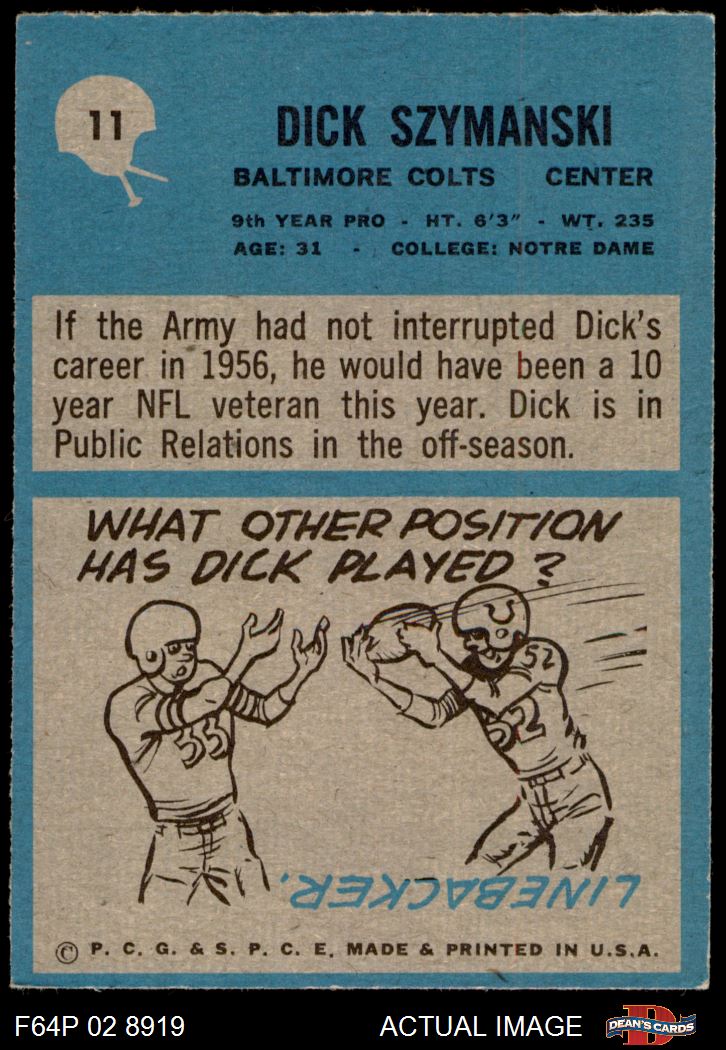 11
DICK SZYMANSKI
BALTIMORE COLTS CENTER
9th YEAR PRO - HT. 6'3" - WT. 235
AGE: 31 - COLLEGE: NOTRE DAME
If the Army had not interrupted Dick's
career in 1956, he would have been a 10
year NFL veteran this year. Dick is in
Public Relations in the off-season.
WHAT OTHER POSITION
HAS DICK PLAYED?
52
33
52
LINEBACKER.
© P. C. G. & S. P. C. E. MADE & PRINTED IN U.S.A.
F64P 02 8919 ACTUAL IMAGE
D
DEAN'S CARDS